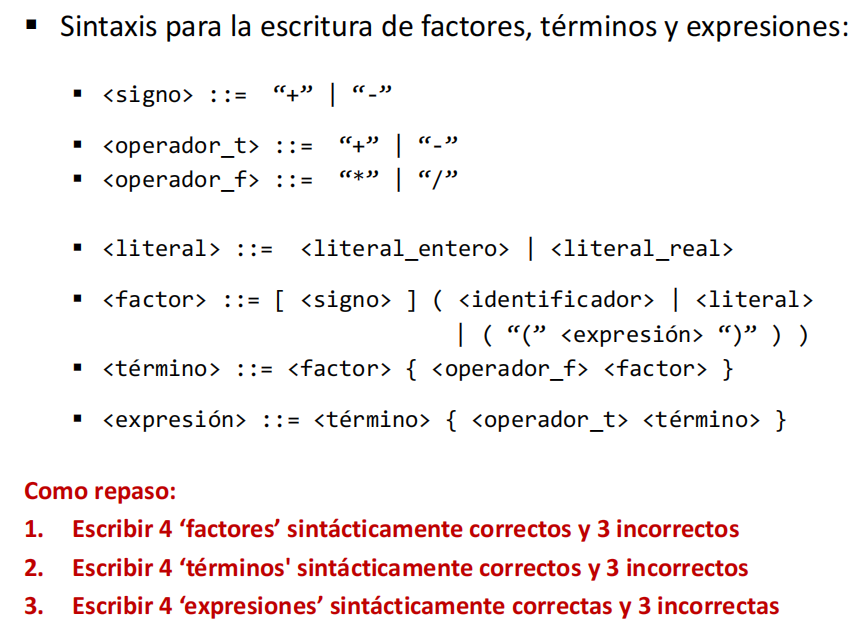 ▪ Sintaxis para la escritura de factores, términos y expresiones:
▪ <signo> ::= “+” | “-”
▪ <operador_t> ::= “+” | “-”
▪ <operador_f> ::= “*” | “/”
▪ <literal> ::= <literal_entero> | <literal_real>
▪ <factor> ::= [ <signo> ] ( <identificador> | <literal>
| ( “(” <expresión> “)” ) )
▪ <término> ::= <factor> { <operador_f> <factor> }
▪ <expresión> ::= <término> { <operador_t> <término> }
Como repaso:
1. Escribir 4 ‘factores’ sintácticamente correctos y 3 incorrectos
2. Escribir 4 ‘términos' sintácticamente correctos y 3 incorrectos
3. Escribir 4 ‘expresiones’ sintácticamente correctas y 3 incorrectas